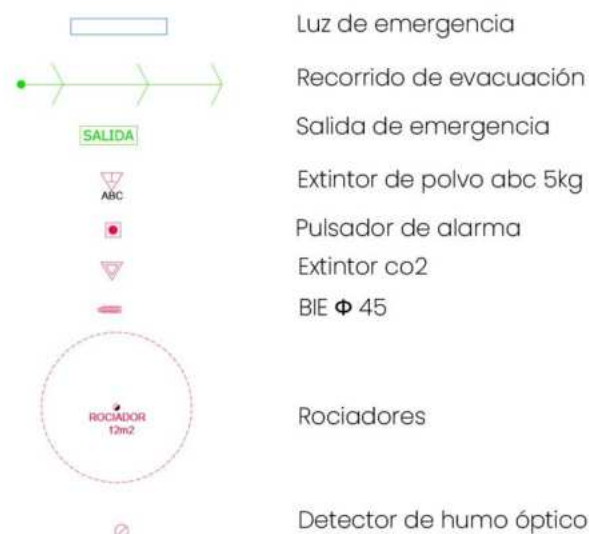 Luz de emergencia
Recorrido de evacuación
SALIDA
Salida de emergencia
ABC
Extintor de polvo abc 5kg
Pulsador de alarma
Extintor co2
BIE Φ 45
ROCIADOR
12m2
Rociadores
Detector de humo óptico